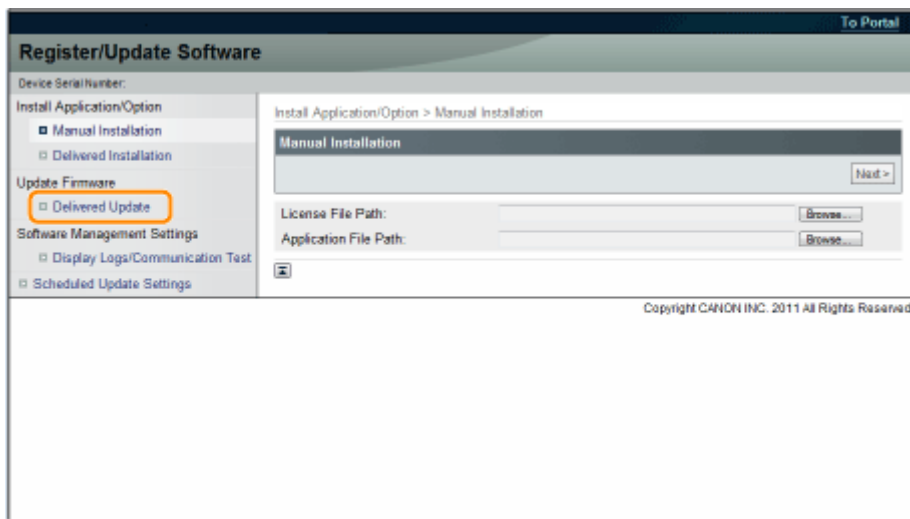 To Portal
Register/Update Software
Device Serial Number:
Install Application/Option
Manual Installation
Delivered Installation
Update Firmware
Delivered Update
Software Management Settings
Display Logs/Communication Test
Scheduled Update Settings
Install Application/Option > Manual Installation
Manual Installation
Next >
License File Path:
Browse...
Application File Path:
Browse...
Copyright CANON INC. 2011 All Rights Reserved